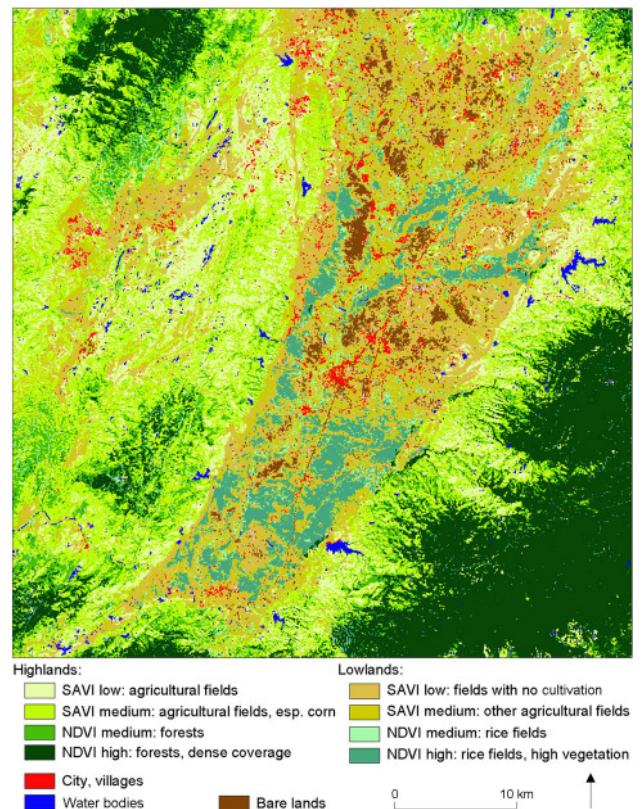 Highlands:
SAVI low: agricultural fields
SAVI medium: agricultural fields, esp. corn
NDVI medium: forests
NDVI high: forests, dense coverage
City, villages
Water bodies
Bare lands
Lowlands:
SAVI low: fields with no cultivation
SAVI medium: other agricultural fields
NDVI medium: rice fields
NDVI high: rice fields, high vegetation
0 10 km